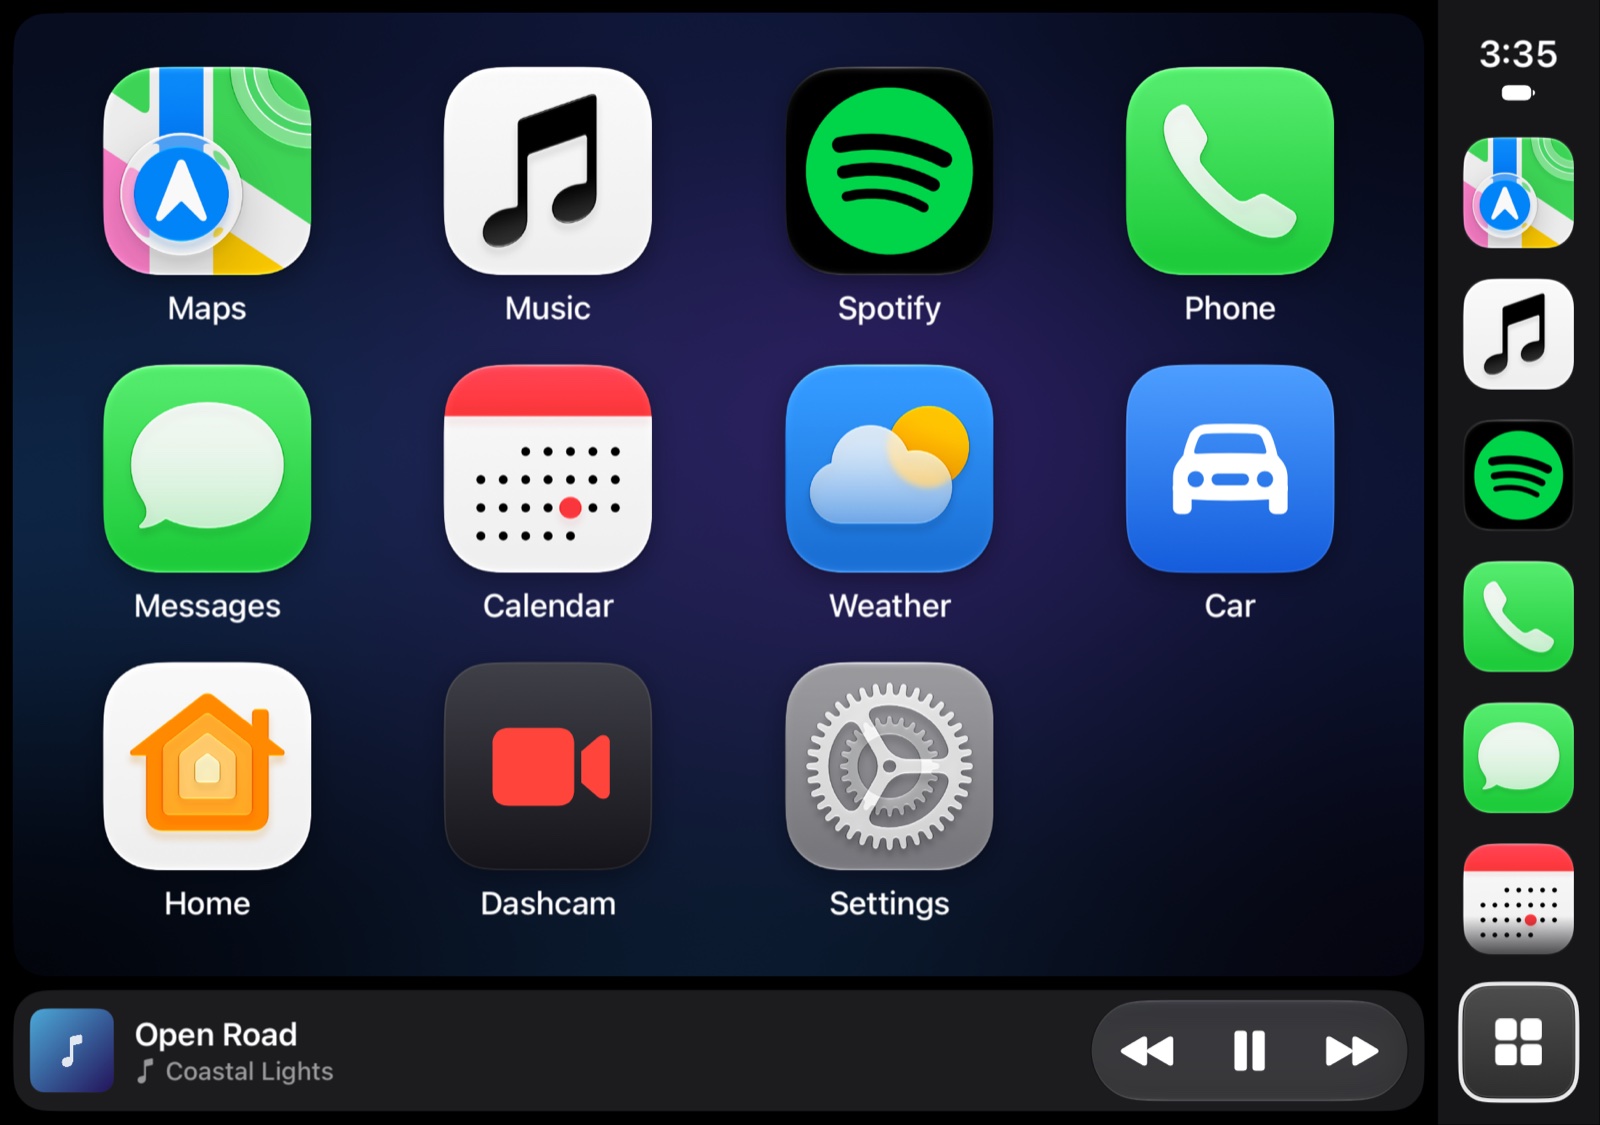 3:35
Maps
Music
Spotify
Phone
Messages
Calendar
Weather
Car
Home
Dashcam
Settings
Open Road
Coastal Lights